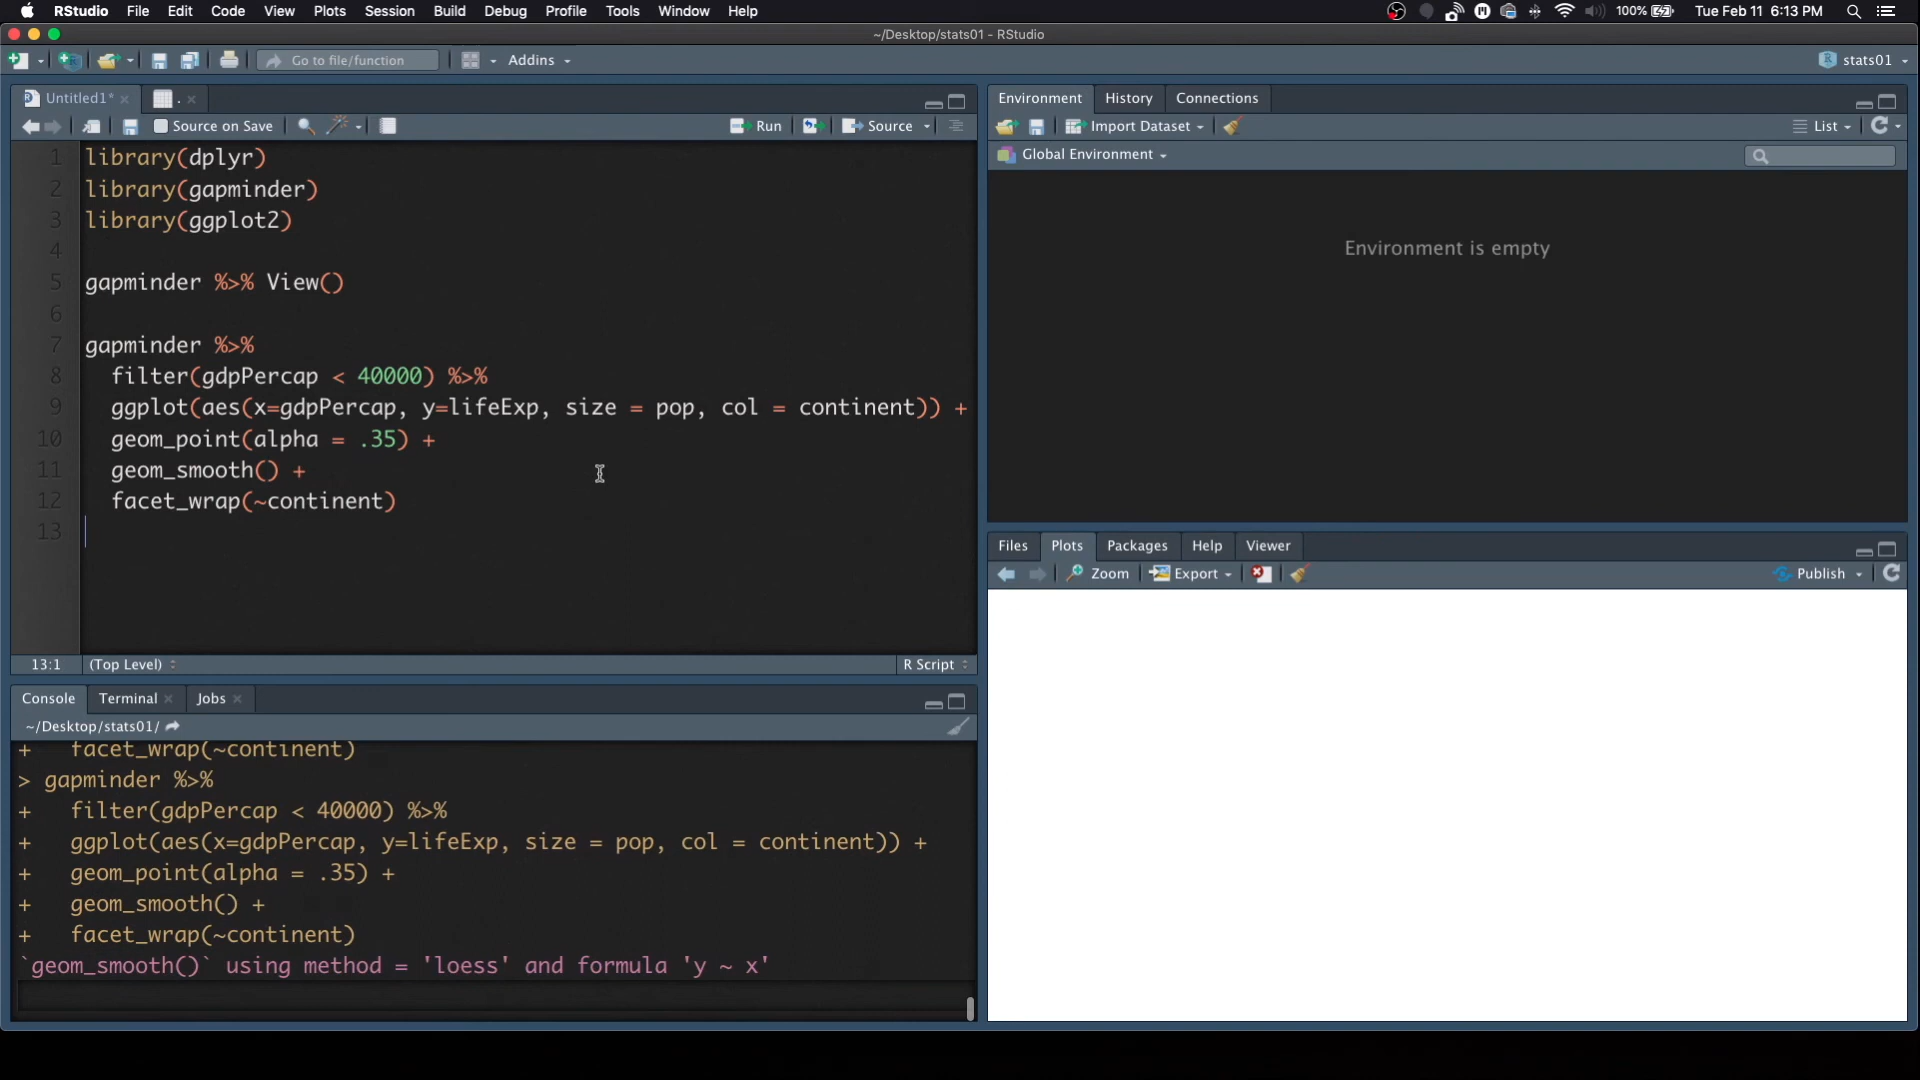 RStudio File Edit Code View Plots Session Build Debug Profile Tools Window Help 100% Tue Feb 11 6:13 PM
~/Desktop/stats01 - RStudio
Go to file/function Addins stats01
Untitled1* .
Source on Save Run Source
1 library(dplyr)
2 library(gapminder)
3 library(ggplot2)
4
5 gapminder %>% View()
6
7 gapminder %>%
8 filter(gdpPercap < 40000) %>%
9 ggplot(aes(x=gdpPercap, y=lifeExp, size = pop, col = continent)) +
10 geom_point(alpha = .35) +
11 geom_smooth() +
12 facet_wrap(~continent)
13
13:1 (Top Level) R Script
Console Terminal Jobs
~/Desktop/stats01/
+ facet_wrap(~continent)
> gapminder %>%
+ filter(gdpPercap < 40000) %>%
+ ggplot(aes(x=gdpPercap, y=lifeExp, size = pop, col = continent)) +
+ geom_point(alpha = .35) +
+ geom_smooth() +
+ facet_wrap(~continent)
`geom_smooth()` using method = 'loess' and formula 'y ~ x'
Environment History Connections
Import Dataset List
Global Environment
Environment is empty
Files Plots Packages Help Viewer
Zoom Export Publish